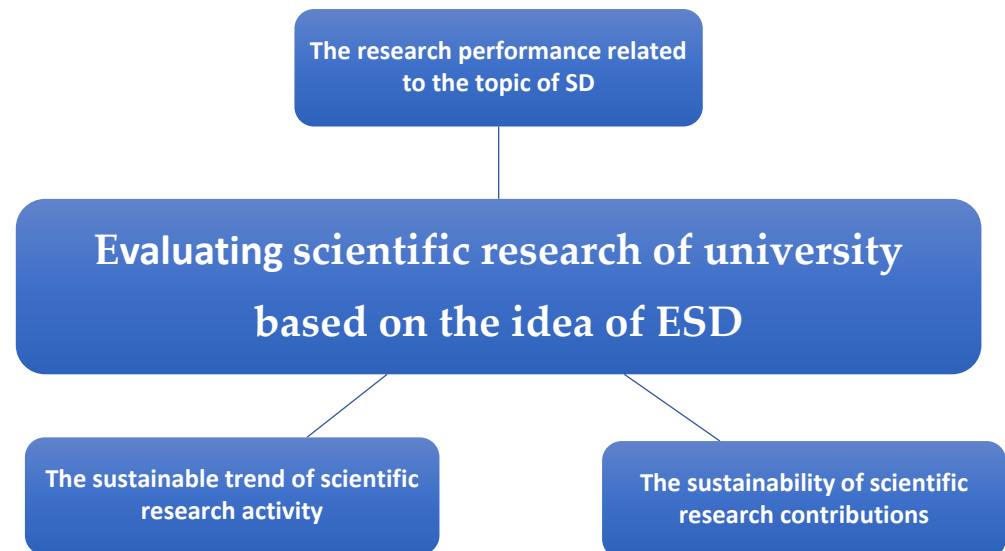 The research performance related
to the topic of SD
Evaluating scientific research of university
based on the idea of ESD
The sustainable trend of scientific
research activity
The sustainability of scientific
research contributions